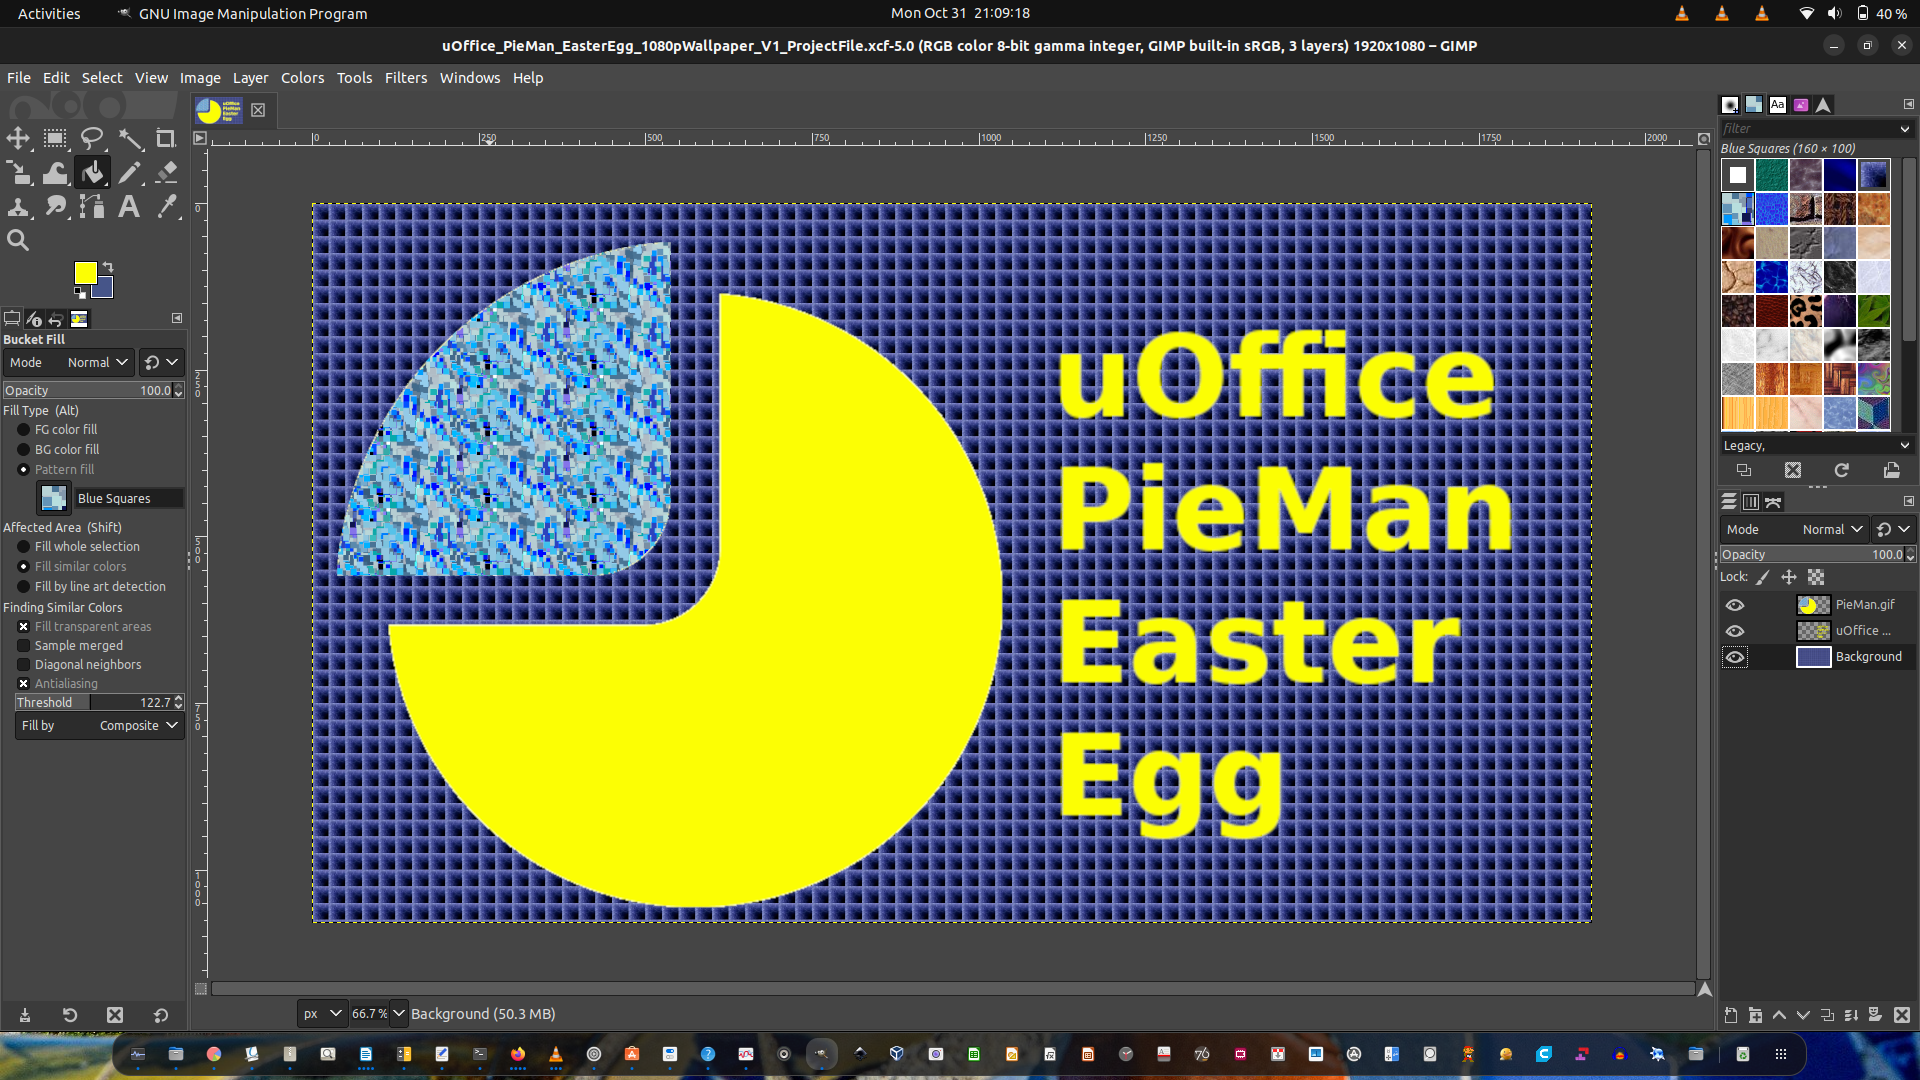 Activities
GNU Image Manipulation Program
Mon Oct 31  21:09:18
40 %
uOffice_PieMan_EasterEgg_1080pWallpaper_V1_ProjectFile.xcf-5.0 (RGB color 8-bit gamma integer, GIMP built-in sRGB, 3 layers) 1920x1080 – GIMP
File Edit Select View Image Layer Colors Tools Filters Windows Help
0 250 500 750 1000 1250 1500 1750 2000
0
250
500
750
1000
Bucket Fill
Mode Normal
Opacity 100.0
Fill Type  (Alt)
FG color fill
BG color fill
Pattern fill
Blue Squares
Affected Area  (Shift)
Fill whole selection
Fill similar colors
Fill by line art detection
Finding Similar Colors
Fill transparent areas
Sample merged
Diagonal neighbors
Antialiasing
Threshold 122.7
Fill by Composite
uOffice
PieMan
Easter
Egg
px 66.7 % Background (50.3 MB)
Aa
filter
Blue Squares (160 × 100)
Legacy,
Mode Normal
Opacity 100.0
Lock:
PieMan.gif
uOffice ...
Background